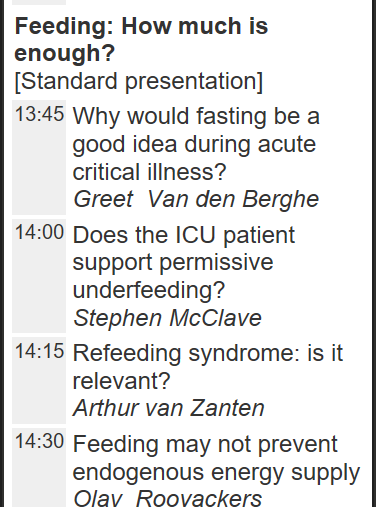 Feeding: How much is
enough?
[Standard presentation]
13:45 Why would fasting be a
good idea during acute
critical illness?
Greet  Van den Berghe
14:00 Does the ICU patient
support permissive
underfeeding?
Stephen McClave
14:15 Refeeding syndrome: is it
relevant?
Arthur van Zanten
14:30 Feeding may not prevent
endogenous energy supply
Olav  Rooyackers